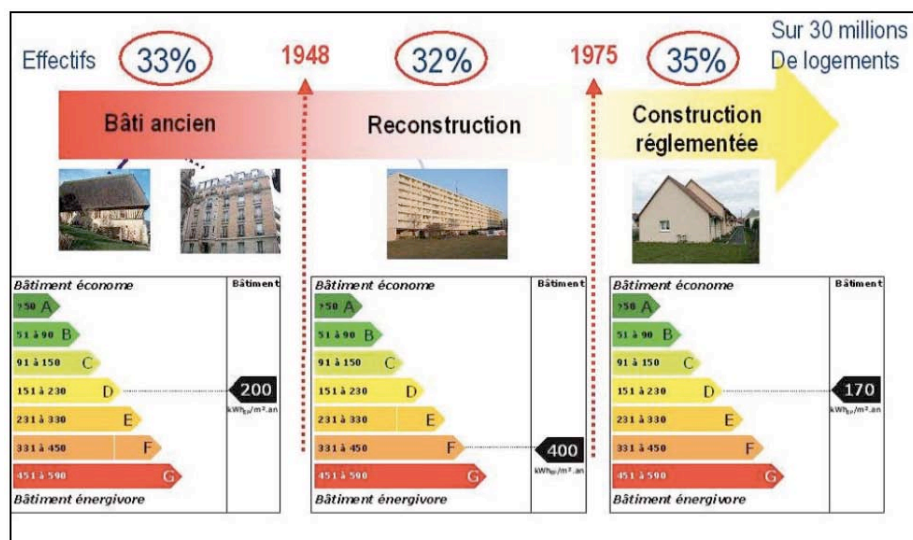 Effectifs 33% 1948 32% 1975 35% Sur 30 millions
De logements
Bâti ancien
Reconstruction
Construction
réglementée
Bâtiment économe Bâtiment
?50 A
51 à 90 B
91 à 150 C
151 à 230 D 200
kWhEP/m².an
231 à 330 E
331 à 450 F
451 à 590 G
Bâtiment énergivore
Bâtiment économe Bâtiment
?50 A
51 à 90 B
91 à 150 C
151 à 230 D
231 à 330 E
331 à 450 F 400
kWhEP/m².an
451 à 590 G
Bâtiment énergivore
Bâtiment économe Bâtiment
?50 A
51 à 90 B
91 à 150 C
151 à 230 D 170
kWhEP/m².an
231 à 330 E
331 à 450 F
451 à 590 G
Bâtiment énergivore